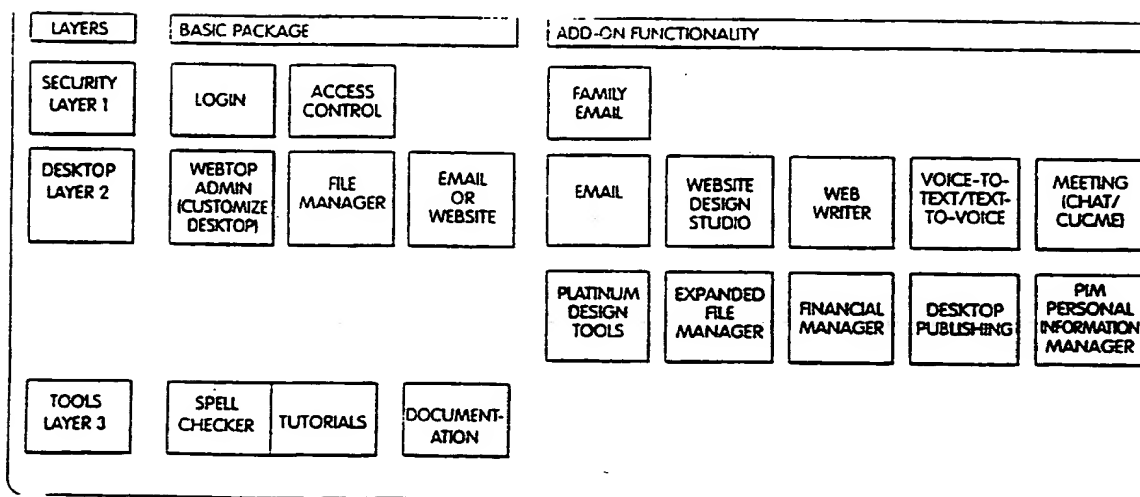 LAYERS
BASIC PACKAGE
ADD-ON FUNCTIONALITY
SECURITY
LAYER 1
LOGIN
ACCESS
CONTROL
FAMILY
EMAIL
DESKTOP
LAYER 2
WEBTOP
ADMIN
(CUSTOMIZE
DESKTOP)
FILE
MANAGER
EMAIL
OR
WEBSITE
EMAIL
WEBSITE
DESIGN
STUDIO
WEB
WRITER
VOICE-TO-
TEXT/TEXT-
TO-VOICE
MEETING
(CHAT/
CUCME)
PLATINUM
DESIGN
TOOLS
EXPANDED
FILE
MANAGER
FINANCIAL
MANAGER
DESKTOP
PUBLISHING
PIM
PERSONAL
INFORMATION
MANAGER
TOOLS
LAYER 3
SPELL
CHECKER
TUTORIALS
DOCUMENT-
ATION